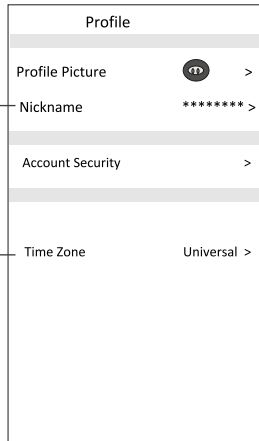 Profile
Profile Picture >
Nickname ******** >
Account Security >
Time Zone Universal >